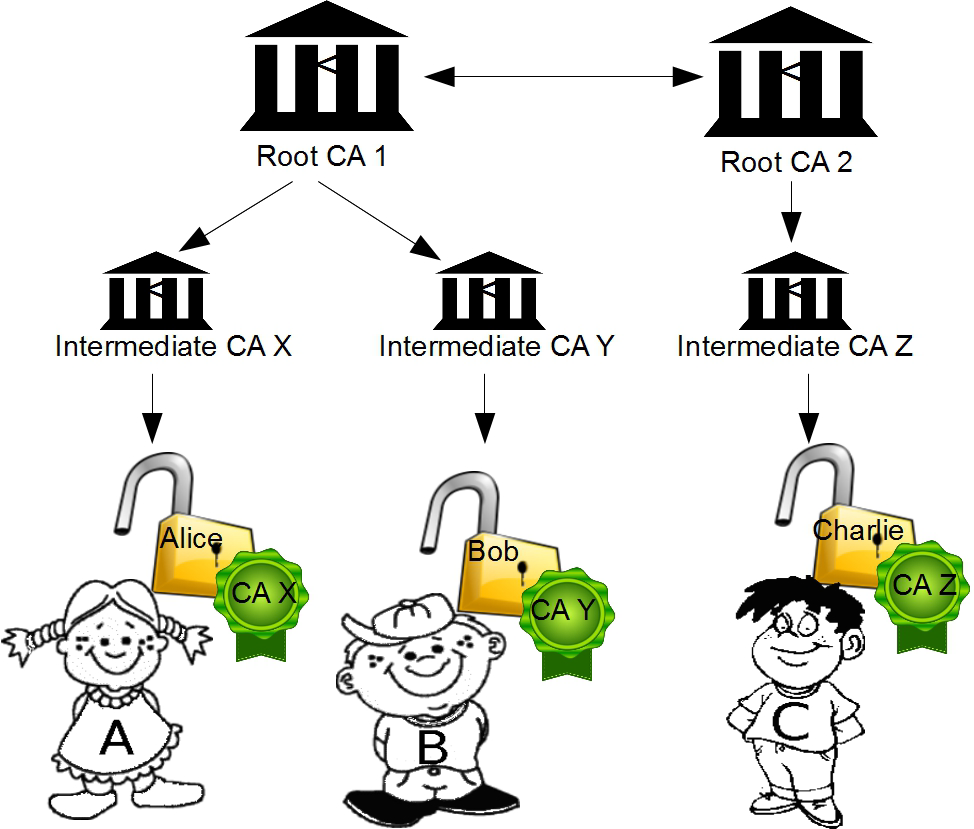 Root CA 1
Root CA 2
Intermediate CA X
Intermediate CA Y
Intermediate CA Z
Alice
CA X
Bob
CA Y
Charlie
CA Z
A
B
C